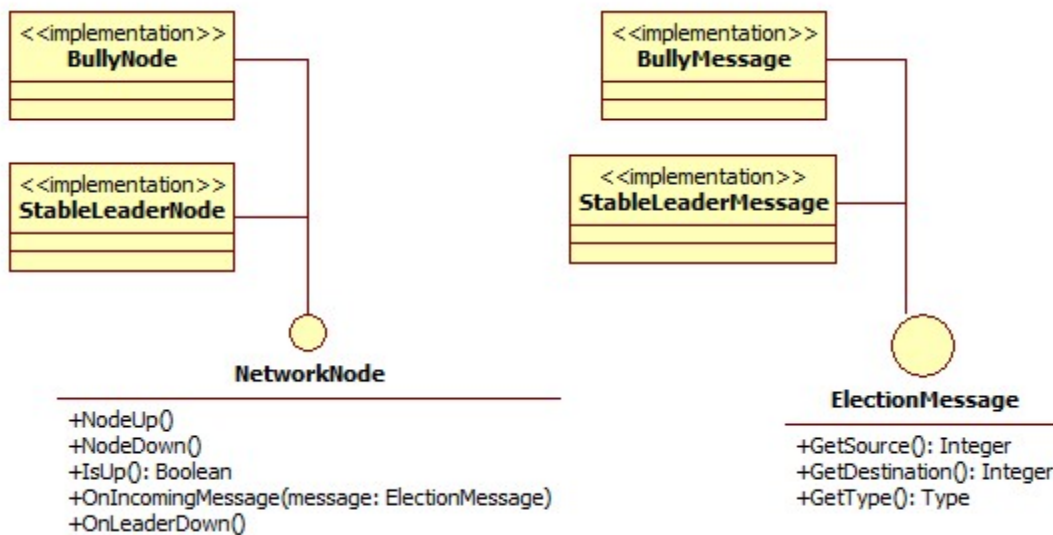 <<implementation>>
BullyNode
<<implementation>>
StableLeaderNode
NetworkNode
+NodeUp()
+NodeDown()
+IsUp(): Boolean
+OnIncomingMessage(message: ElectionMessage)
+OnLeaderDown()
<<implementation>>
BullyMessage
<<implementation>>
StableLeaderMessage
ElectionMessage
+GetSource(): Integer
+GetDestination(): Integer
+GetType(): Type